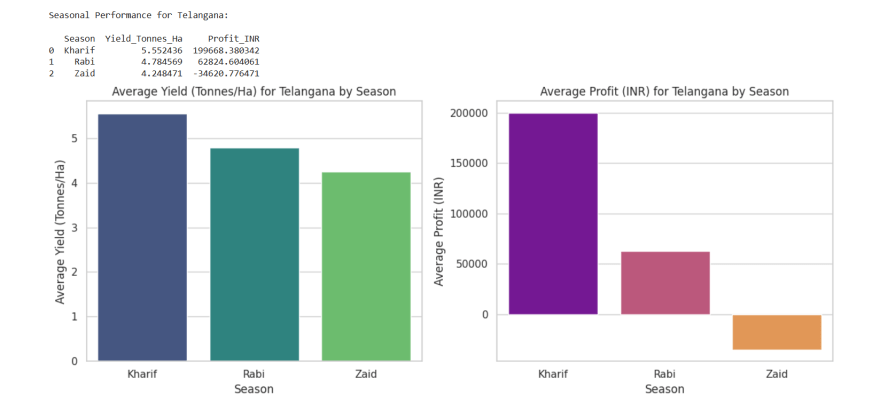 Seasonal Performance for Telangana:
Season Yield_Tonnes_Ha Profit_INR
0 Kharif 5.552436 199668.380342
1 Rabi 4.784569 62824.604061
2 Zaid 4.248471 -34620.776471
Average Yield (Tonnes/Ha) for Telangana by Season
Average Yield (Tonnes/Ha)
5
4
3
2
1
0
Kharif Rabi Zaid
Season
Average Profit (INR) for Telangana by Season
Average Profit (INR)
200000
150000
100000
50000
0
Kharif Rabi Zaid
Season